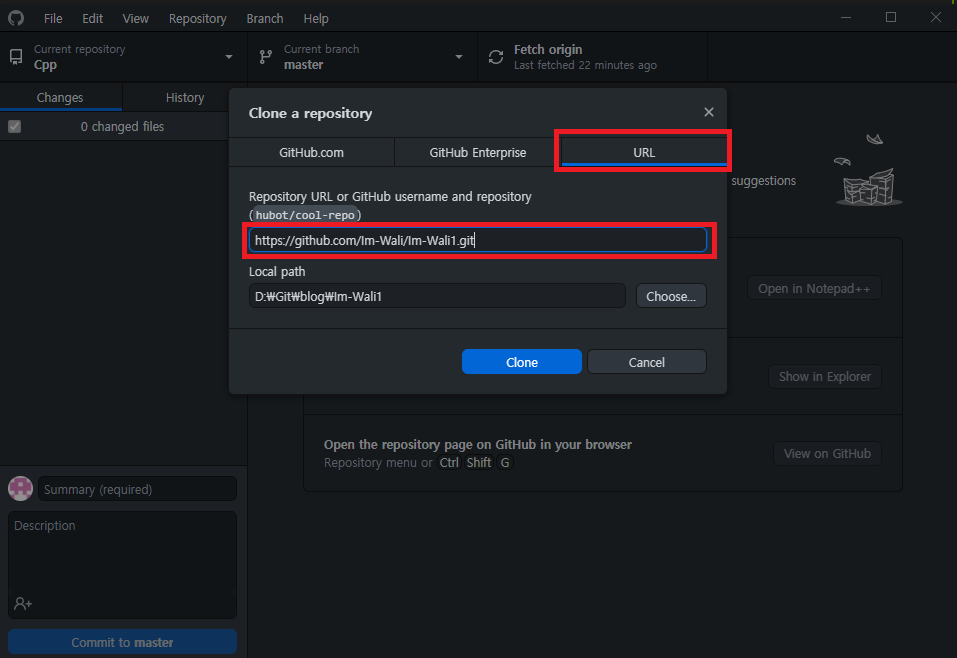 File Edit View Repository Branch Help
Current repository
Cpp
Current branch
master
Fetch origin
Last fetched 22 minutes ago
Changes History
0 changed files
Clone a repository
GitHub.com GitHub Enterprise URL
suggestions
Repository URL or GitHub username and repository
(hubot/cool-repo)
https://github.com/Im-Wali/Im-Wali1.git
Local path
D:₩Git₩blog₩Im-Wali1
Choose...
Open in Notepad++
Clone Cancel
Show in Explorer
Open the repository page on GitHub in your browser
Repository menu or Ctrl Shift G
View on GitHub
Summary (required)
Description
Commit to master